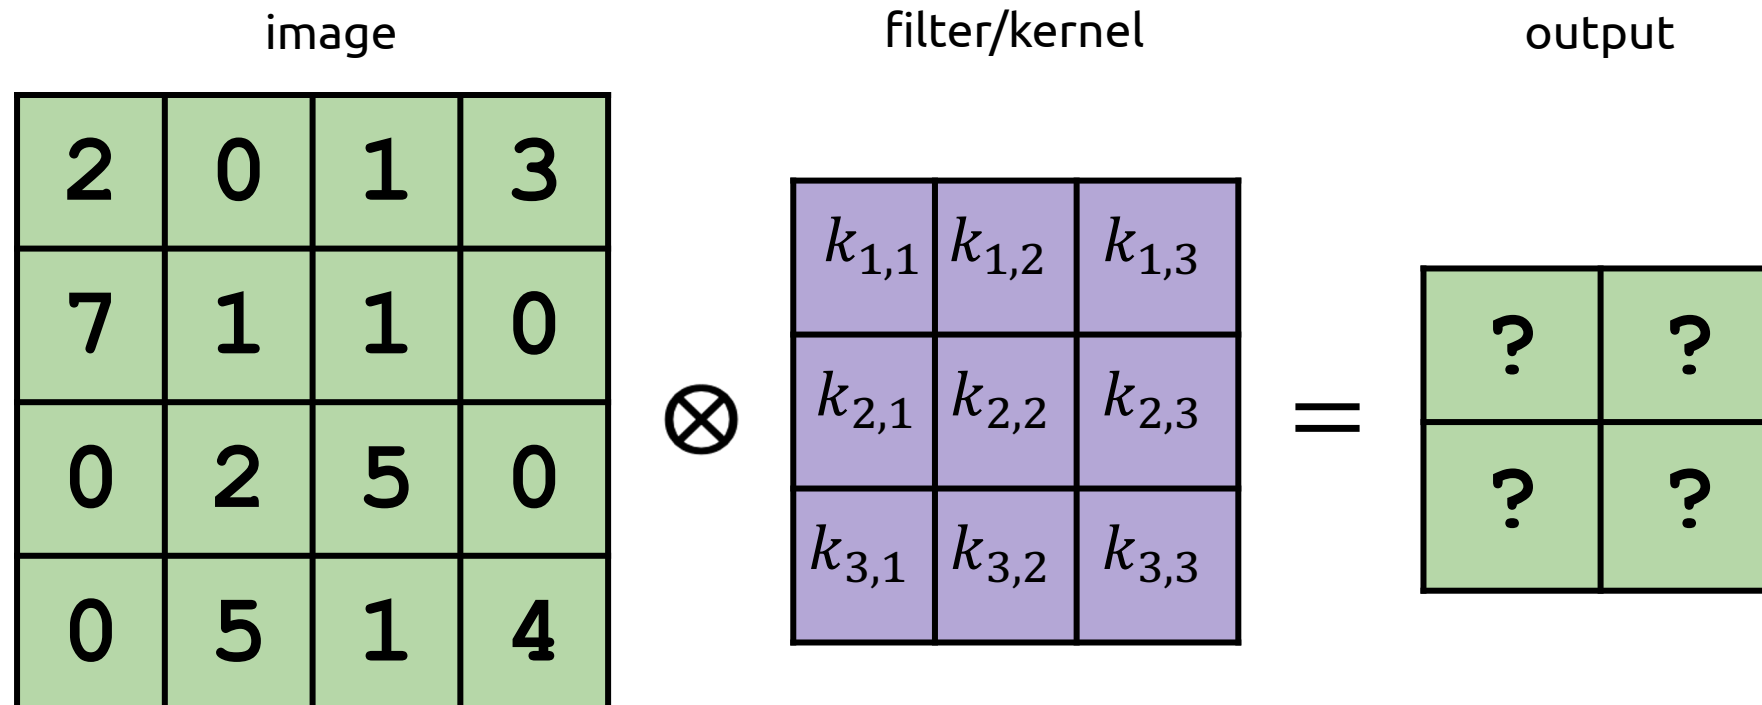 image filter/kernel output
2 0 1 3
7 1 1 0
0 2 5 0
0 5 1 4
⊗
k1,1 k1,2 k1,3
k2,1 k2,2 k2,3
k3,1 k3,2 k3,3
=
? ?
? ?